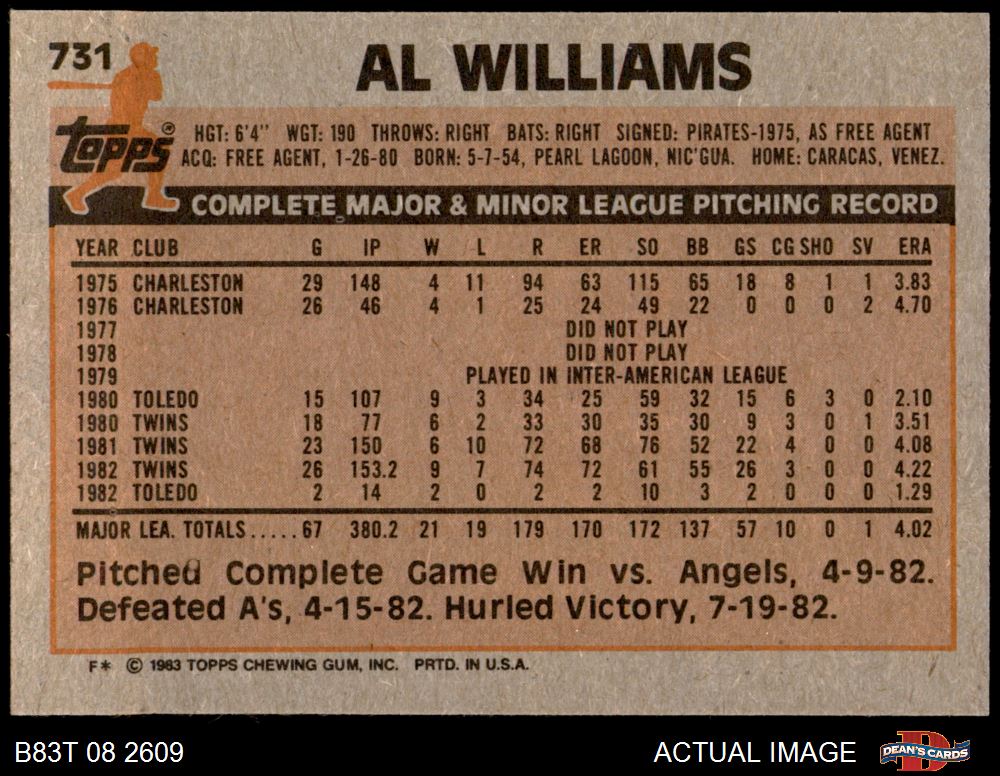 731
AL WILLIAMS
topps®
HGT: 6'4" WGT: 190 THROWS: RIGHT BATS: RIGHT SIGNED: PIRATES-1975, AS FREE AGENT
ACQ: FREE AGENT, 1-26-80 BORN: 5-7-54, PEARL LAGOON, NIC'GUA. HOME: CARACAS, VENEZ.
COMPLETE MAJOR & MINOR LEAGUE PITCHING RECORD
YEAR CLUB G IP W L R ER SO BB GS CG SHO SV ERA
1975 CHARLESTON 29 148 4 11 94 63 115 65 18 8 1 1 3.83
1976 CHARLESTON 26 46 4 1 25 24 49 22 0 0 0 2 4.70
1977 DID NOT PLAY
1978 DID NOT PLAY
1979 PLAYED IN INTER-AMERICAN LEAGUE
1980 TOLEDO 15 107 9 3 34 25 59 32 15 6 3 0 2.10
1980 TWINS 18 77 6 2 33 30 35 30 9 3 0 1 3.51
1981 TWINS 23 150 6 10 72 68 76 52 22 4 0 0 4.08
1982 TWINS 26 153.2 9 7 74 72 61 55 26 3 0 0 4.22
1982 TOLEDO 2 14 2 0 2 2 10 3 2 0 0 0 1.29
MAJOR LEA. TOTALS.....67 380.2 21 19 179 170 172 137 57 10 0 1 4.02
Pitched Complete Game Win vs. Angels, 4-9-82.
Defeated A's, 4-15-82. Hurled Victory, 7-19-82.
F* © 1983 TOPPS CHEWING GUM, INC. PRTD. IN U.S.A.
B83T 08 2609 ACTUAL IMAGE DEAN'S CARDS